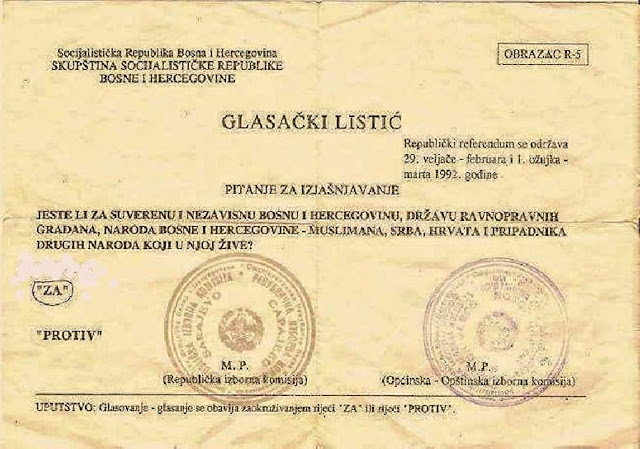 Socijalistička Republika Bosna i Hercegovina
SKUPŠTINA SOCIJALISTIČKE REPUBLIKE
BOSNE I HERCEGOVINE
OBRAZAC R-5
GLASAČKI LISTIĆ
Republički referendum se održava
29. veljače - februara i 1. ožujka -
marta 1992. godine
PITANJE ZA IZJAŠNJAVANJE
JESTE LI ZA SUVERENU I NEZAVISNU BOSNU I HERCEGOVINU, DRŽAVU RAVNOPRAVNIH
GRAĐANA, NARODA BOSNE I HERCEGOVINE - MUSLIMANA, SRBA, HRVATA I PRIPADNIKA
DRUGIH NARODA KOJI U NJOJ ŽIVE?
"ZA"
"PROTIV"
SARAJEVO
САРАЈЕВО
M.P.
(Republička izborna komisija)
M.P.
(Općinska - Opštinska izborna komisija)
UPUTSTVO: Glasovanje - glasanje se obavlja zaokruživanjem riječi "ZA" ili riječi "PROTIV".